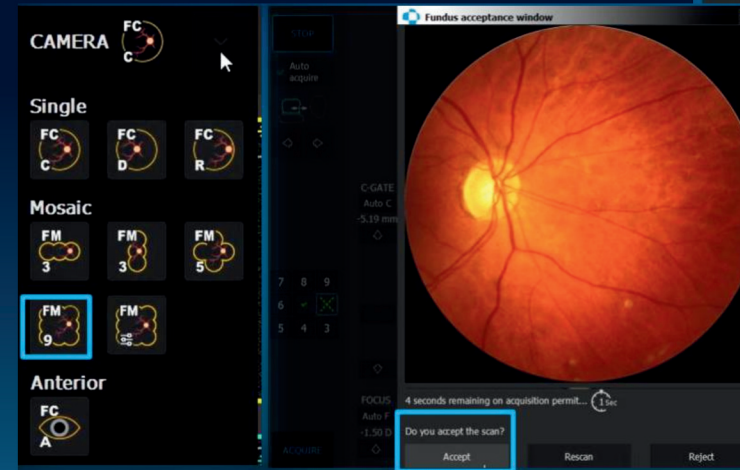 CAMERA
FC
C
Single
FC
C
FC
D
FC
R
Mosaic
FM
3
FM
3
FM
5
FM
9
FM
Anterior
FC
A
STOP
Auto
acquire
C-GATE
Auto C
-5.19 mm
7 8 9
6
5 4 3
FOCUS
Auto F
-1.50 D
ACQUIRE
Fundus acceptance window
4 seconds remaining on acquisition permit...
1 Sec
Do you accept the scan?
Accept
Rescan
Reject